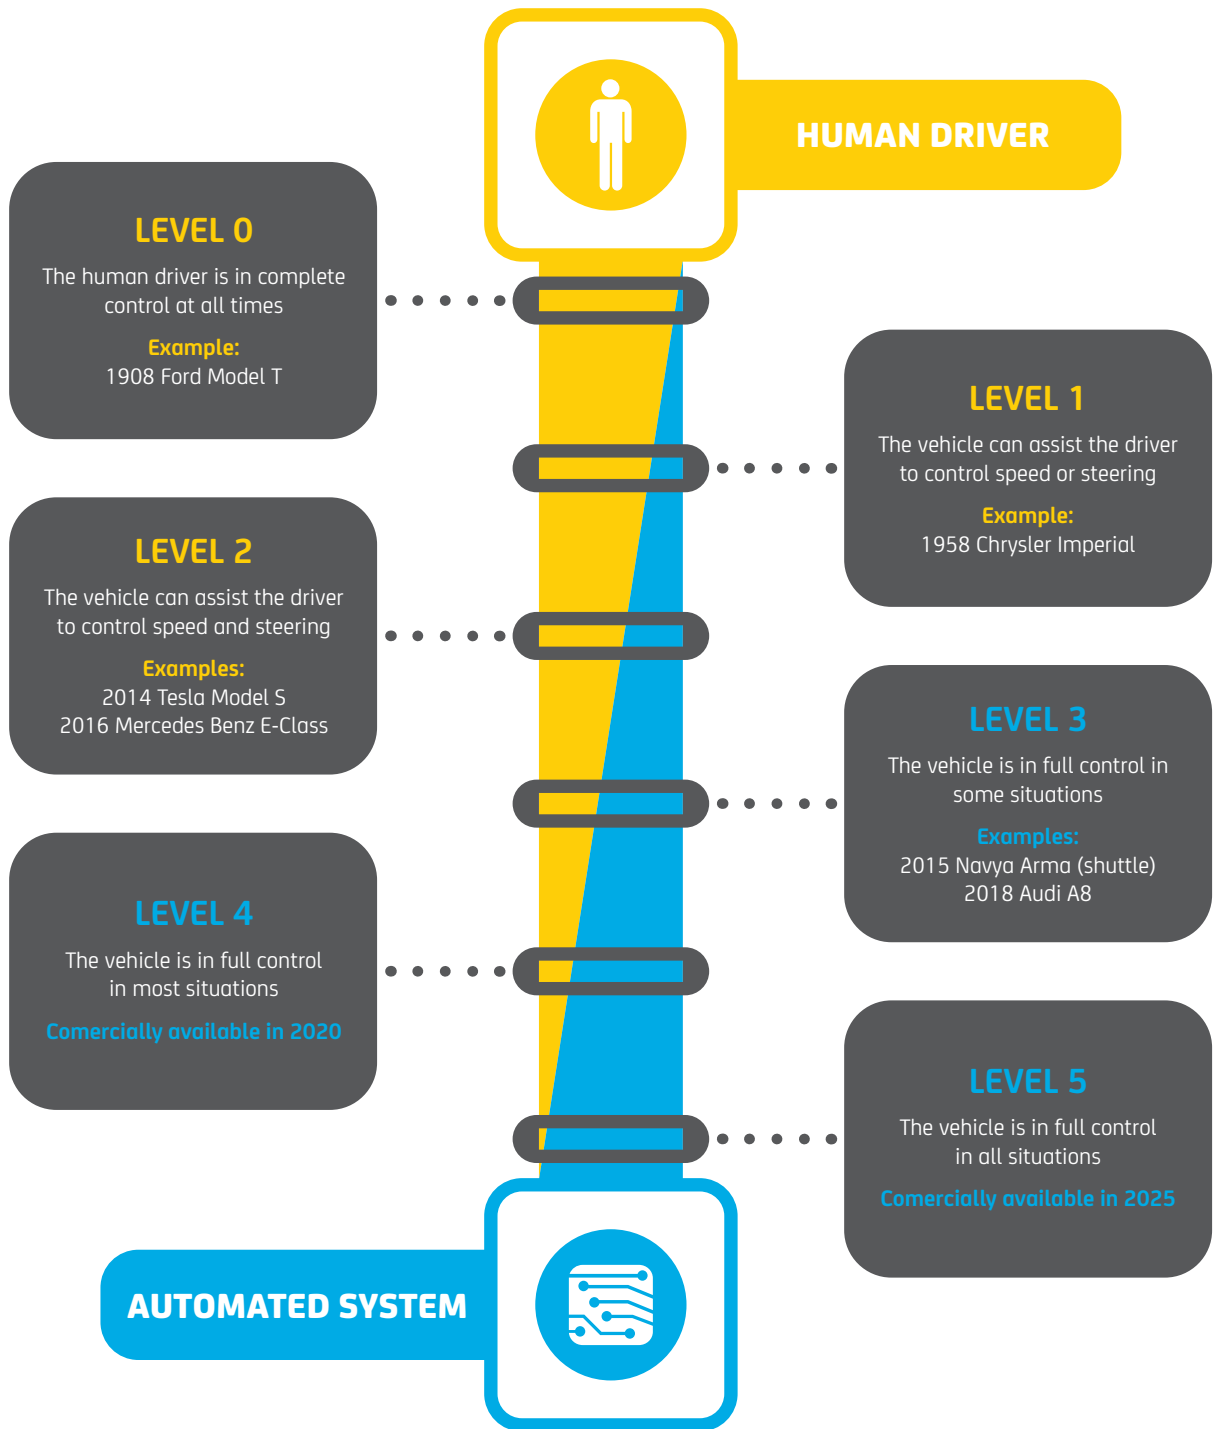 HUMAN DRIVER
LEVEL 0
The human driver is in complete
control at all times
Example:
1908 Ford Model T
LEVEL 1
The vehicle can assist the driver
to control speed or steering
Example:
1958 Chrysler Imperial
LEVEL 2
The vehicle can assist the driver
to control speed and steering
Examples:
2014 Tesla Model S
2016 Mercedes Benz E-Class
LEVEL 3
The vehicle is in full control in
some situations
Examples:
2015 Navya Arma (shuttle)
2018 Audi A8
LEVEL 4
The vehicle is in full control
in most situations
Comercially available in 2020
LEVEL 5
The vehicle is in full control
in all situations
Comercially available in 2025
AUTOMATED SYSTEM